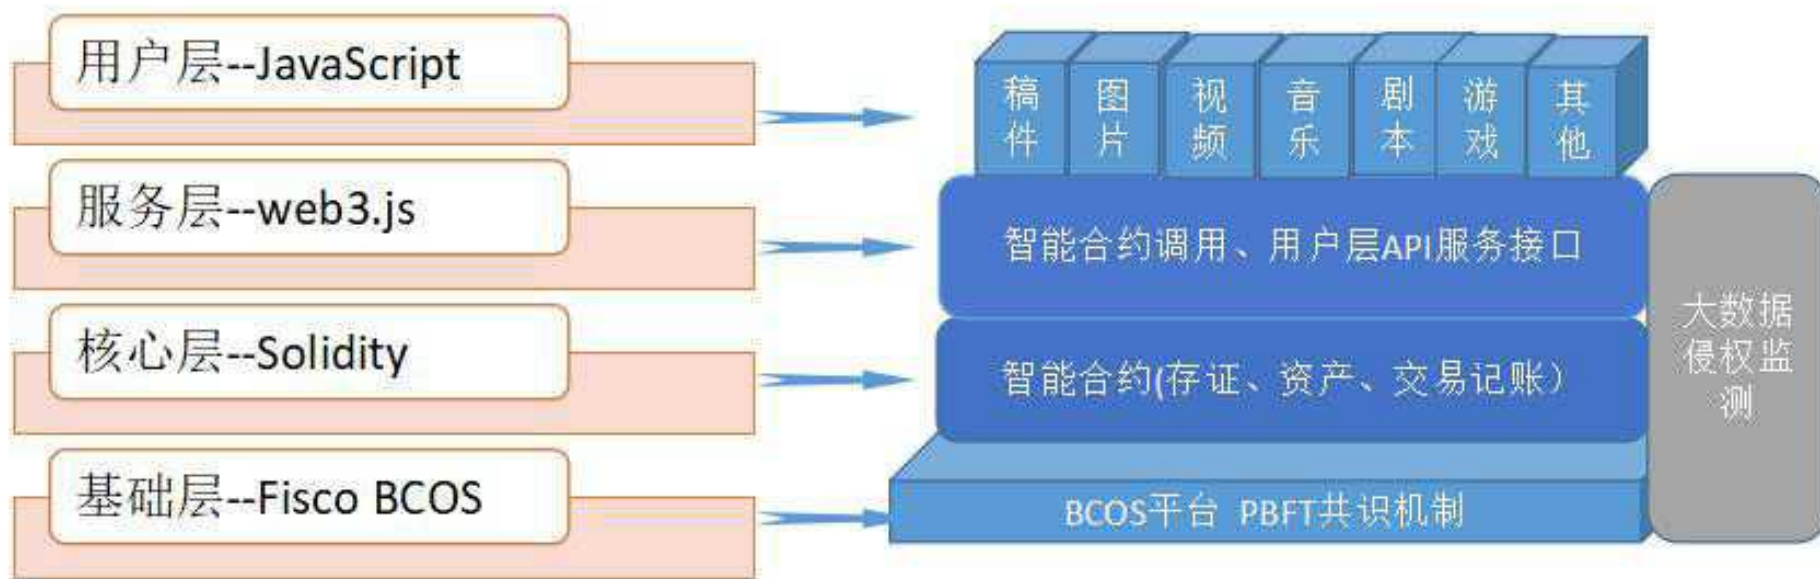 用户层--JavaScript
服务层--web3.js
核心层--Solidity
基础层--Fisco BCOS
稿件
图片
视频
音乐
剧本
游戏
其他
智能合约调用、用户层API服务接口
智能合约(存证、资产、交易记账）
BCOS平台 PBFT共识机制
大数据
侵权监
测